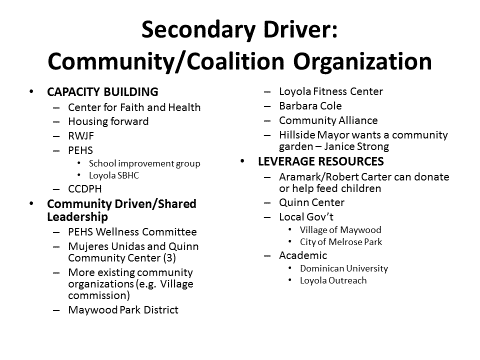 Secondary Driver:
Community/Coalition Organization
• CAPACITY BUILDING
– Center for Faith and Health
– Housing forward
– RWJF
– PEHS
• School improvement group
• Loyola SBHC
– CCDPH
• Community Driven/Shared
Leadership
– PEHS Wellness Committee
– Mujeres Unidas and Quinn
Community Center (3)
– More existing community
organizations (e.g. Village
commission)
– Maywood Park District
– Loyola Fitness Center
– Barbara Cole
– Community Alliance
– Hillside Mayor wants a community
garden – Janice Strong
• LEVERAGE RESOURCES
– Aramark/Robert Carter can donate
or help feed children
– Quinn Center
– Local Gov't
• Village of Maywood
• City of Melrose Park
– Academic
• Dominican University
• Loyola Outreach